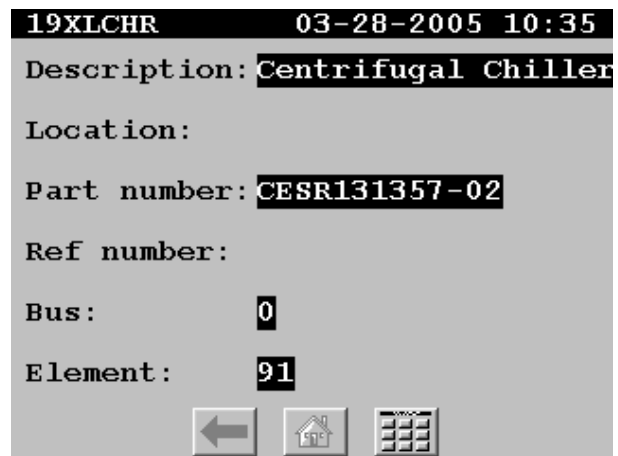 19XLCHR 03-28-2005 10:35
Description: Centrifugal Chiller
Location:
Part number: CESR131357-02
Ref number:
Bus: 0
Element: 91